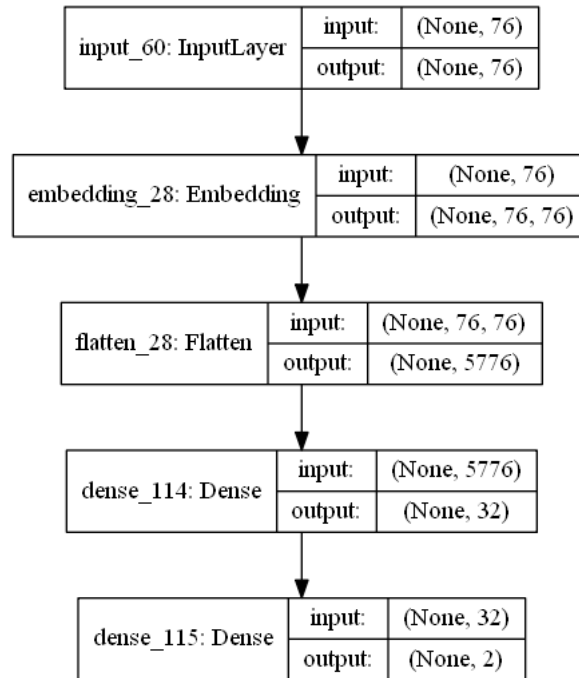 input_60: InputLayer
input: (None, 76)
output: (None, 76)
embedding_28: Embedding
input: (None, 76)
output: (None, 76, 76)
flatten_28: Flatten
input: (None, 76, 76)
output: (None, 5776)
dense_114: Dense
input: (None, 5776)
output: (None, 32)
dense_115: Dense
input: (None, 32)
output: (None, 2)